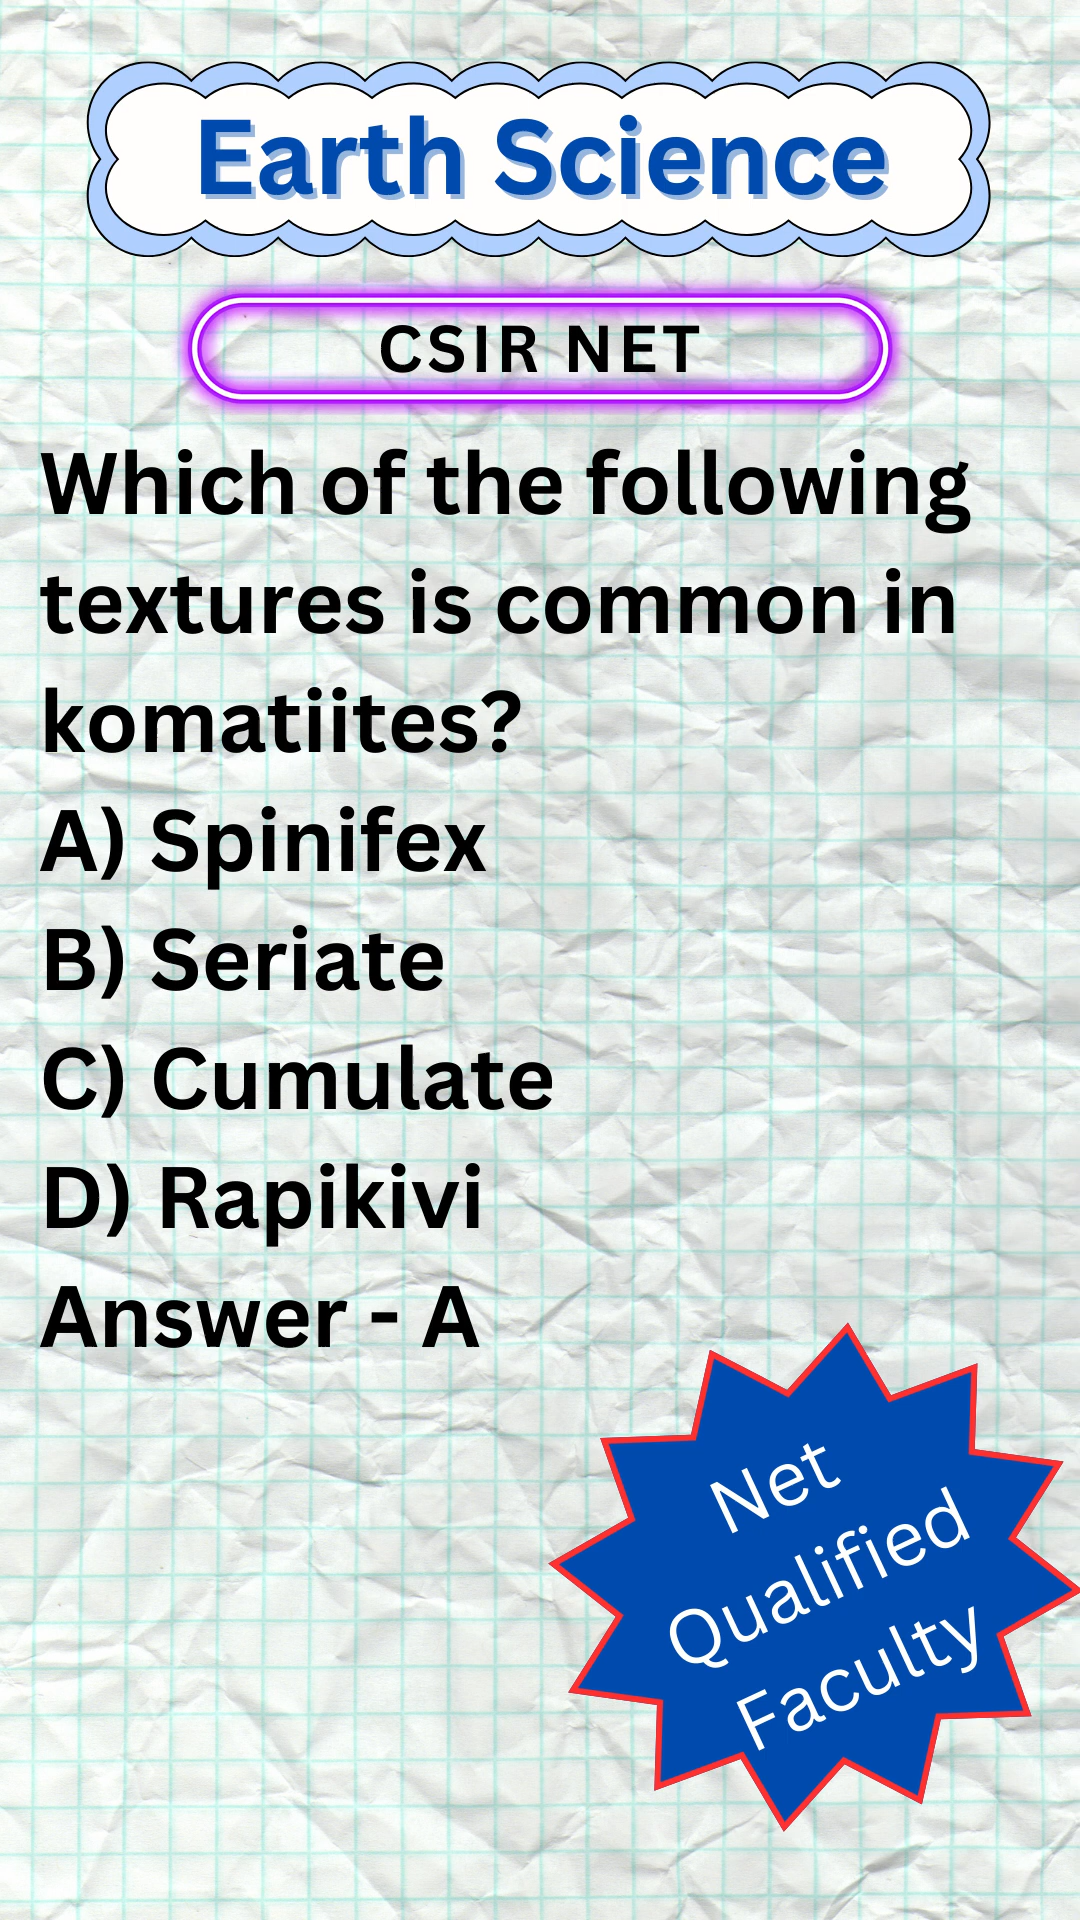 Earth Science
CSIR NET
Which of the following
textures is common in
komatiites?
A) Spinifex
B) Seriate
C) Cumulate
D) Rapikivi
Answer - A
Net
Qualified
Faculty